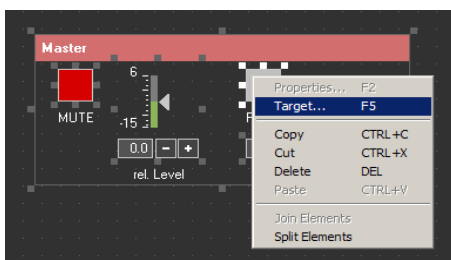 Master
6
-15
MUTE
0.0 - +
rel. Level
Properties... F2
Target... F5
Copy CTRL+C
Cut CTRL+X
Delete DEL
Paste CTRL+V
Join Elements
Split Elements